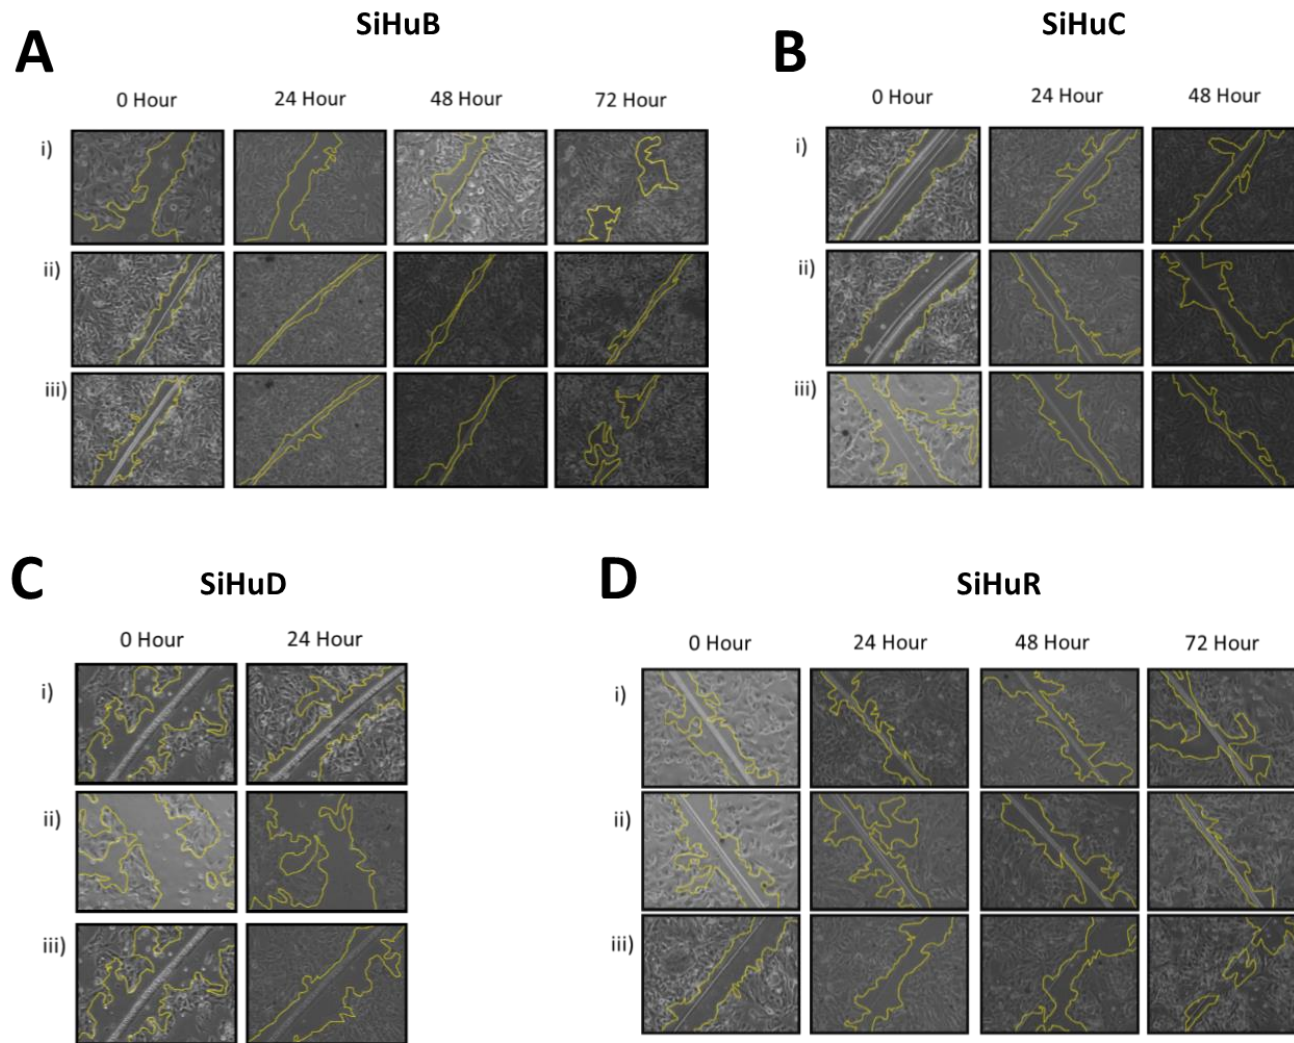 SiHuB
A
0 Hour 24 Hour 48 Hour 72 Hour
i)
ii)
iii)
SiHuC
B
0 Hour 24 Hour 48 Hour
i)
ii)
iii)
SiHuD
C
0 Hour 24 Hour
i)
ii)
iii)
SiHuR
D
0 Hour 24 Hour 48 Hour 72 Hour
i)
ii)
iii)